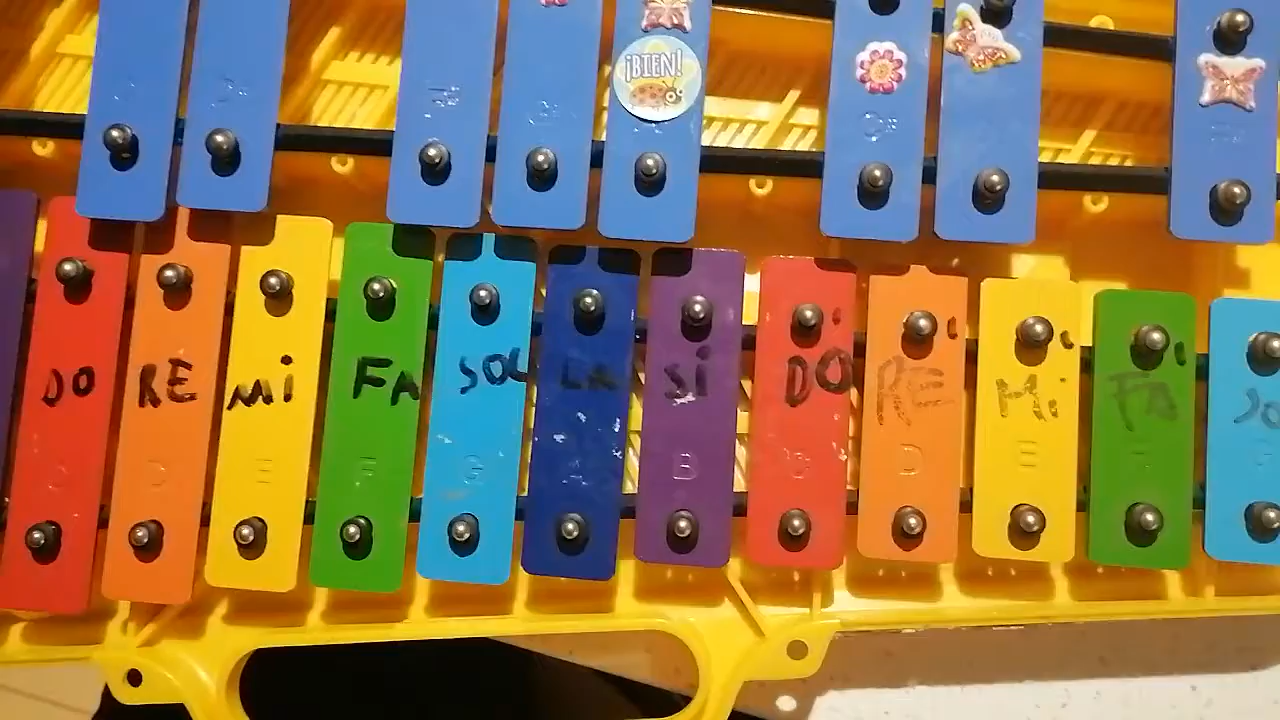 ¡BIEN!
DO RE Mi FA SOL LA Si DO' RE' Mi' FA'
D E F G A B C D E